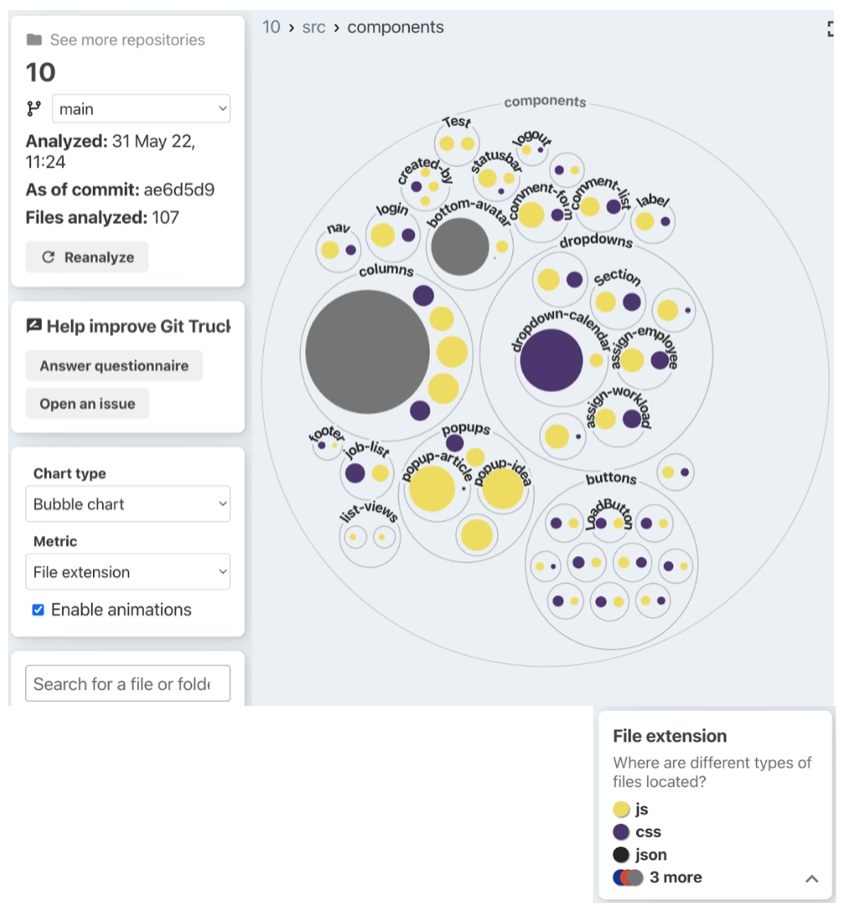 See more repositories
10
main
Analyzed: 31 May 22,
11:24
As of commit: ae6d5d9
Files analyzed: 107
Reanalyze
Help improve Git Truck
Answer questionnaire
Open an issue
Chart type
Bubble chart
Metric
File extension
Enable animations
Search for a file or folde
10 › src › components
components
Test
logout
created-by
statusbar
comment-form
comment-list
label
login
bottom-avatar
nav
dropdowns
columns
Section
dropdown-calendar
assign-employee
assign-workload
footer
job-list
popups
popup-article
popup-idea
list-views
buttons
LoadButton
File extension
Where are different types of
files located?
js
css
json
3 more